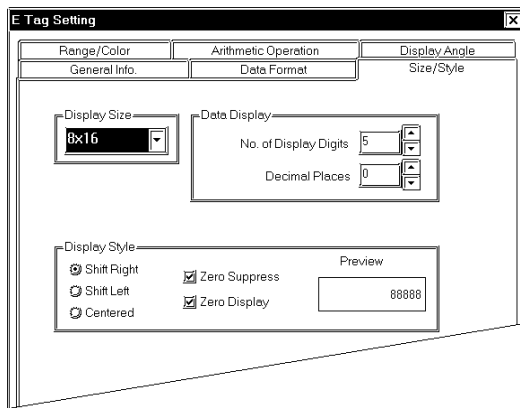 E Tag Setting
Range/Color Arithmetic Operation Display Angle
General Info. Data Format Size/Style
Display Size Data Display
8x16 No. of Display Digits 5
Decimal Places 0
Display Style
Shift Right
Shift Left
Centered
Zero Suppress
Zero Display
Preview
88888